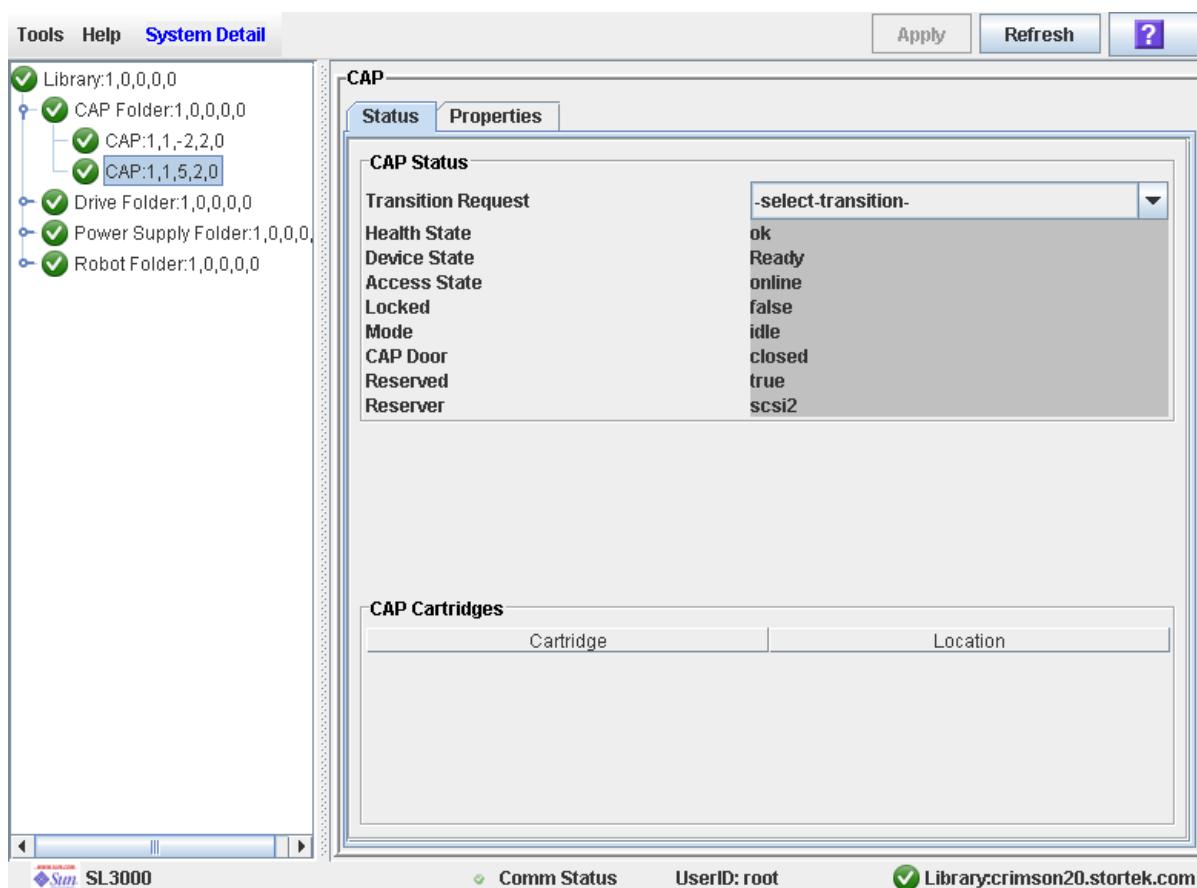 Tools Help System Detail
Apply Refresh ?
Library:1,0,0,0,0
CAP Folder:1,0,0,0,0
CAP:1,1,-2,2,0
CAP:1,1,5,2,0
Drive Folder:1,0,0,0,0
Power Supply Folder:1,0,0,0,
Robot Folder:1,0,0,0,0
CAP
Status Properties
CAP Status
Transition Request -select-transition-
Health State ok
Device State Ready
Access State online
Locked false
Mode idle
CAP Door closed
Reserved true
Reserver scsi2
CAP Cartridges
Cartridge Location
www.sun.com
Sun SL3000 Comm Status UserID: root Library:crimson20.stortek.com